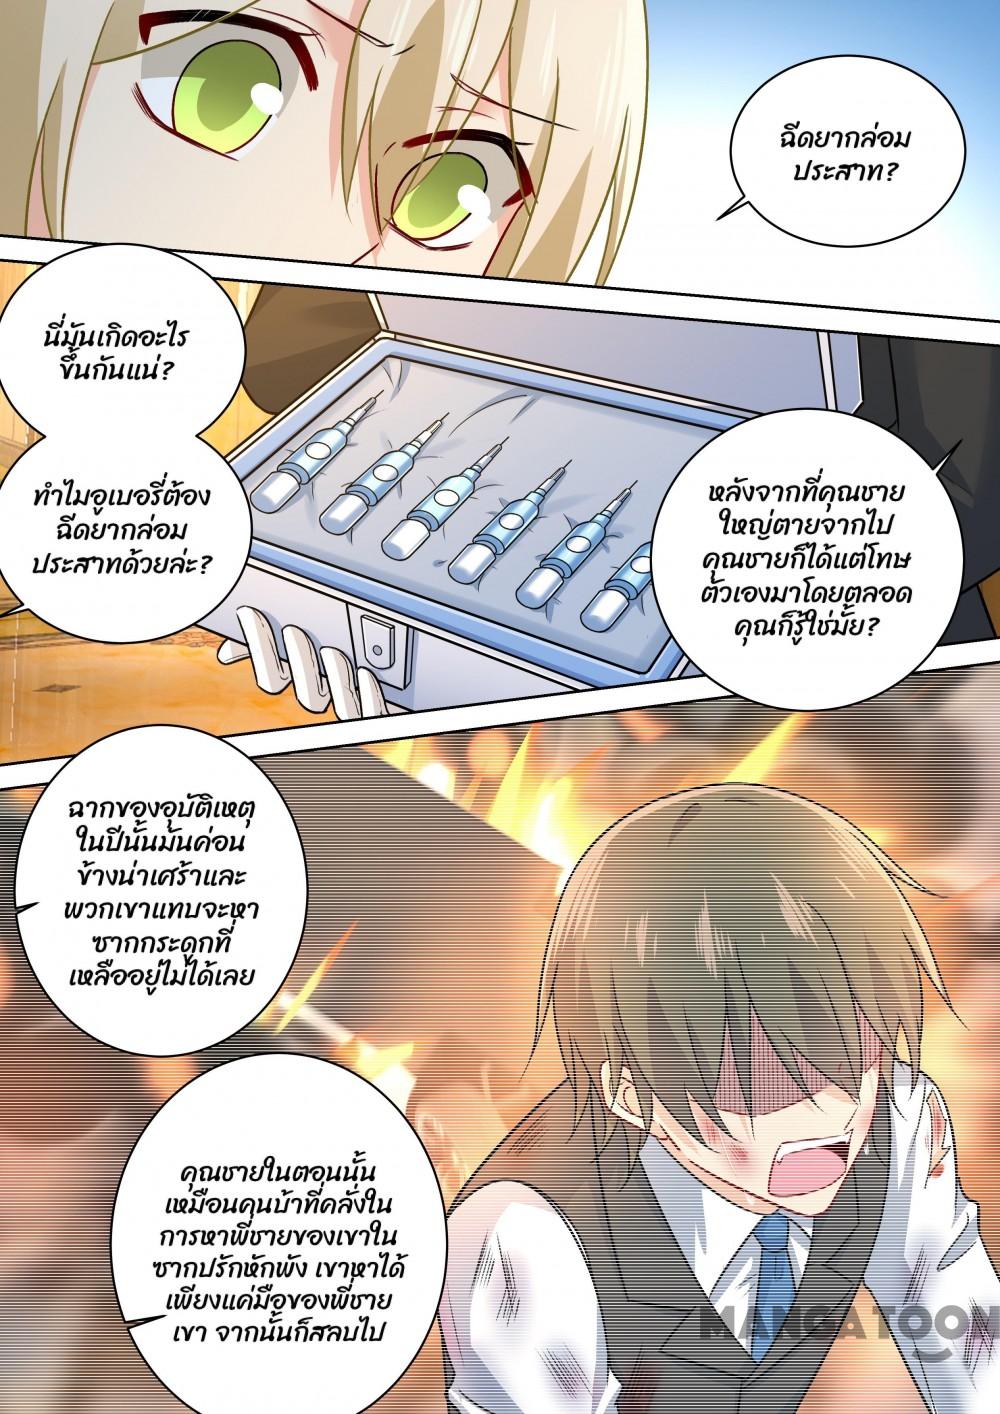 ฉีดยากล่อม
ประสาท?
นี่มันเกิดอะไร
ขึ้นกันแน่?
ทำไมอูเบอรี่ต้อง
ฉีดยากล่อม
ประสาทด้วยล่ะ?
หลังจากที่คุณชาย
ใหญ่ตายจากไป
คุณชายก็ได้แต่โทษ
ตัวเองมาโดยตลอด
คุณก็รู้ใช่มั้ย?
ฉากของอุบัติเหตุ
ในปีนั้นมันค่อน
ข้างน่าเศร้าและ
พวกเขาแทบจะหา
ซากกระดูกที่
เหลืออยู่ไม่ได้เลย
คุณชายในตอนนั้น
เหมือนคนบ้าที่คลั่งใน
การหาพี่ชายของเขาใน
ซากปรักหักพัง เขาหาได้
เพียงแค่มือของพี่ชาย
เขา จากนั้นก็สลบไป
MANGATOON